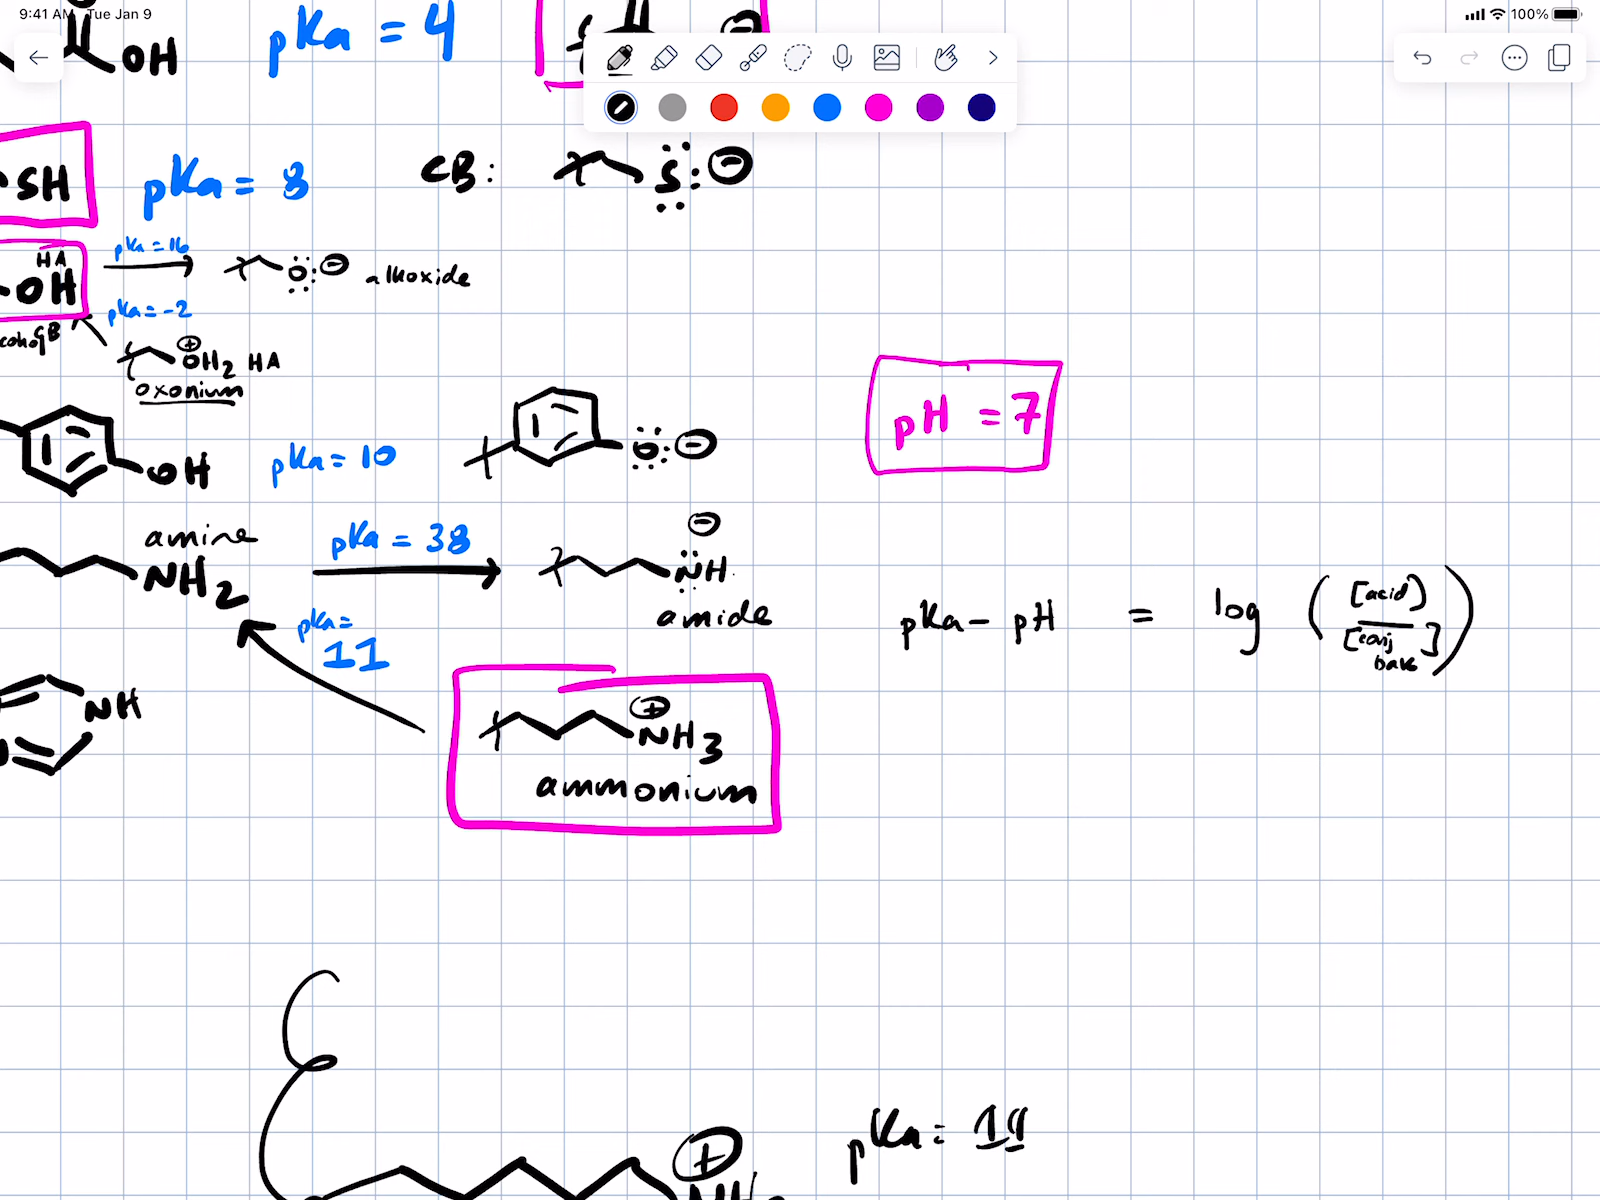 9:41 AM Tue Jan 9
100%
OH
pKa = 4
SH
pKa = 8
CB:
S:
HA
OH
pKa = 16
O:
alkoxide
pKa = -2
CB
OH2 HA
oxonium
pH = 7
OH
pKa = 10
O:
amine
NH2
pKa = 38
NH
amide
pKa =
11
pKa - pH = log ([acid]
[conj
base])
NH
NH3
ammonium
pKa = 11